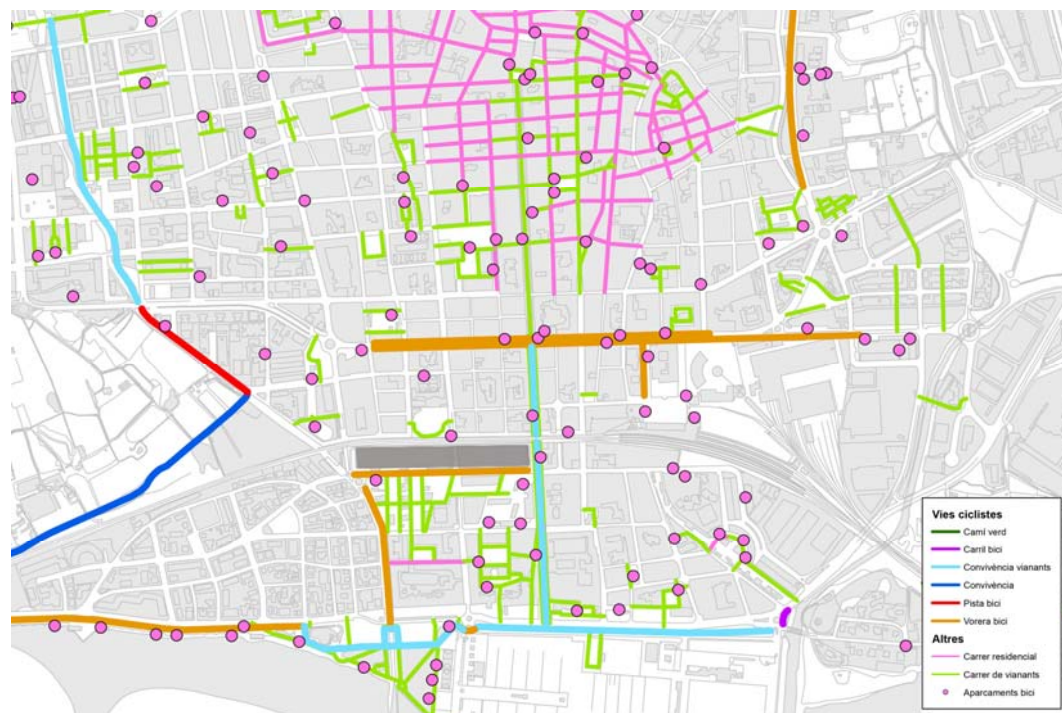 Vies ciclistes
Camí verd
Carril bici
Convivència vianants
Convivència
Pista bici
Vorera bici
Altres
Carrer residencial
Carrer de vianants
Aparcaments bici